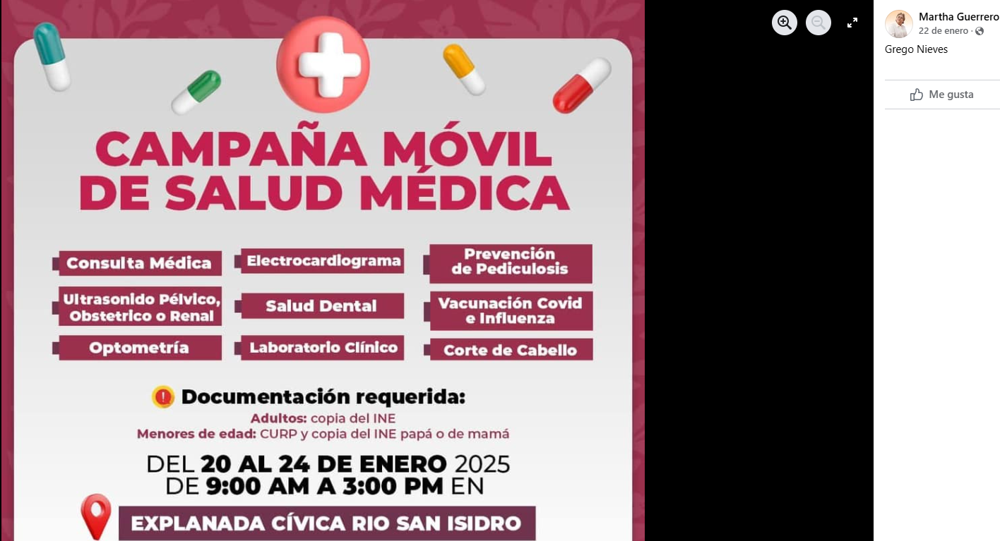 CAMPAÑA MÓVIL
DE SALUD MÉDICA
Consulta Médica
Electrocardiograma
Prevención
de Pediculosis
Ultrasonido Pélvico,
Obstetrico o Renal
Salud Dental
Vacunación Covid
e Influenza
Optometría
Laboratorio Clínico
Corte de Cabello
! Documentación requerida:
Adultos: copia del INE
Menores de edad: CURP y copia del INE papá o de mamá
DEL 20 AL 24 DE ENERO 2025
DE 9:00 AM A 3:00 PM EN
EXPLANADA CÍVICA RIO SAN ISIDRO
Martha Guerrero
22 de enero ·
Grego Nieves
Me gusta